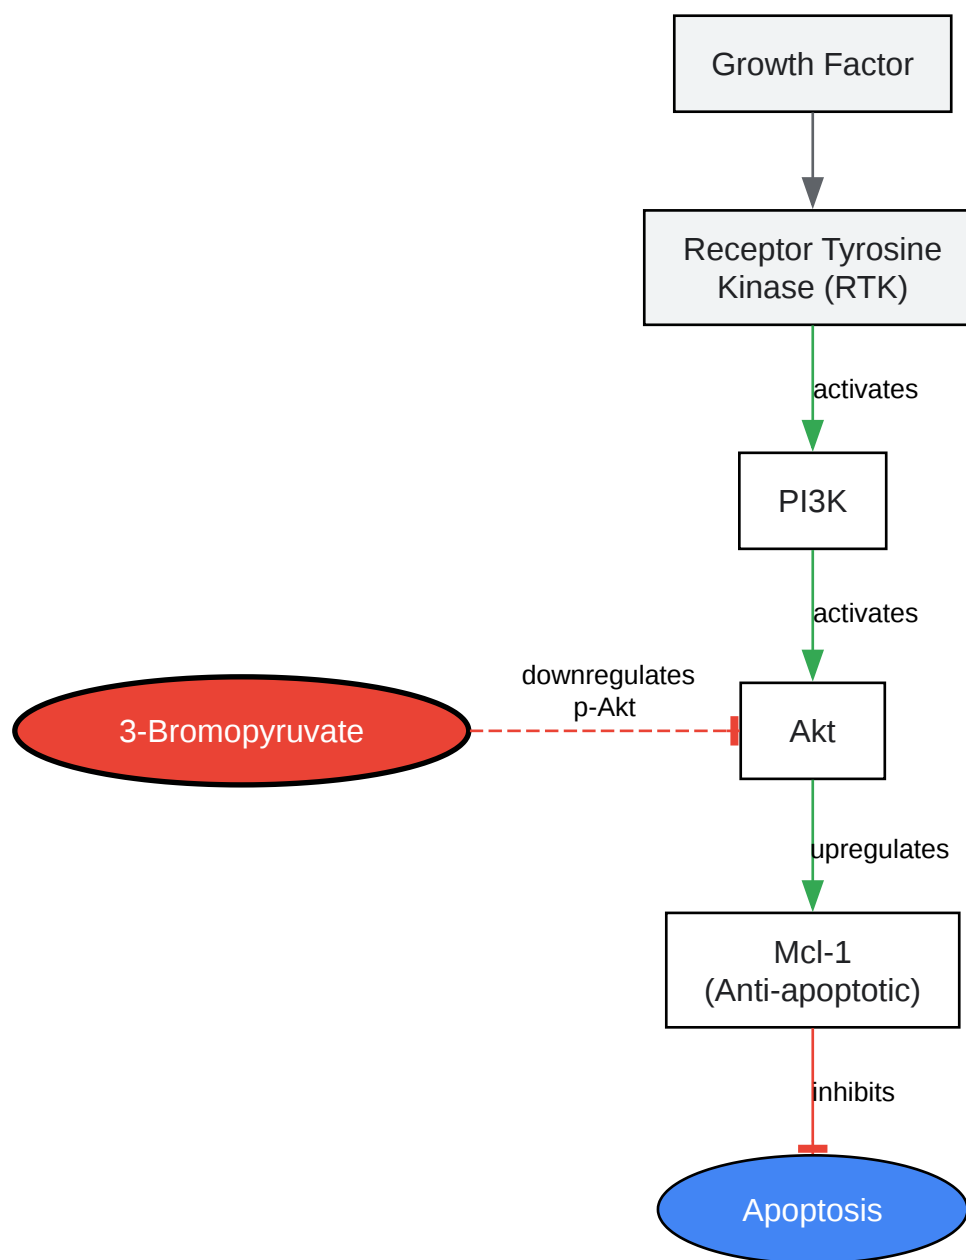 Growth Factor
Receptor Tyrosine
Kinase (RTK)
activates
PI3K
activates
downregulates
p-Akt
3-Bromopyruvate
Akt
upregulates
Mcl-1
(Anti-apoptotic)
inhibits
Apoptosis